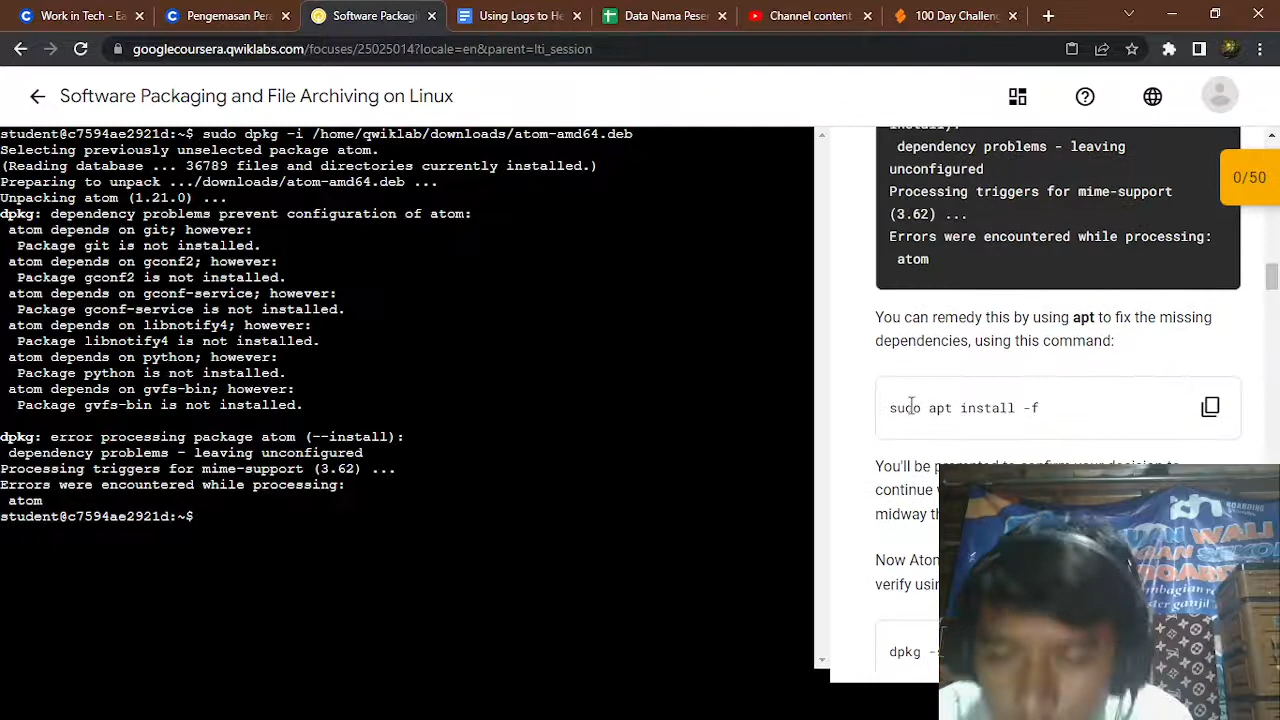 Work in Tech - Ea
Pengemasan Per
Software Packagi
Using Logs to He
Data Nama Peser
Channel content
100 Day Challeng
googlecoursera.qwiklabs.com/focuses/25025014?locale=en&parent=lti_session
Software Packaging and File Archiving on Linux
student@c7594ae2921d:~$ sudo dpkg -i /home/qwiklab/downloads/atom-amd64.deb
Selecting previously unselected package atom.
(Reading database ... 36789 files and directories currently installed.)
Preparing to unpack .../downloads/atom-amd64.deb ...
Unpacking atom (1.21.0) ...
dpkg: dependency problems prevent configuration of atom:
atom depends on git; however:
Package git is not installed.
atom depends on gconf2; however:
Package gconf2 is not installed.
atom depends on gconf-service; however:
Package gconf-service is not installed.
atom depends on libnotify4; however:
Package libnotify4 is not installed.
atom depends on python; however:
Package python is not installed.
atom depends on gvfs-bin; however:
Package gvfs-bin is not installed.
dpkg: error processing package atom (--install):
dependency problems - leaving unconfigured
Processing triggers for mime-support (3.62) ...
Errors were encountered while processing:
atom
student@c7594ae2921d:~$
install):
dependency problems - leaving
unconfigured
Processing triggers for mime-support
(3.62) ...
Errors were encountered while processing:
atom
0/50
You can remedy this by using apt to fix the missing
dependencies, using this command:
sudo apt install -f
You'll be prompted to confirm your decision to
continue
midway
Now Atom
verify
dpkg
BOARDING
WALI